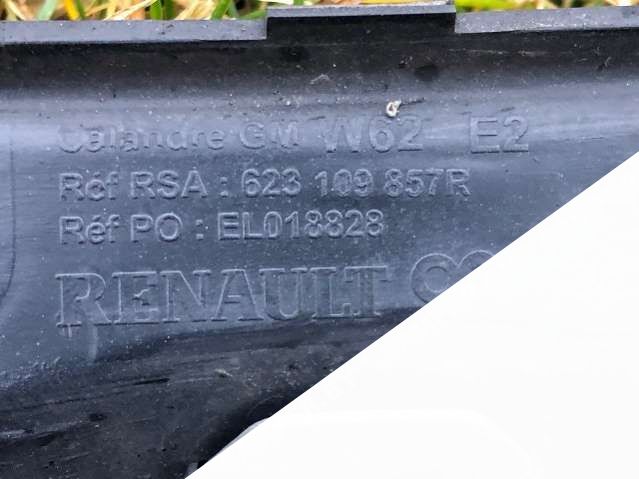 Calandre GM W62 E2
Réf RSA : 623 109 857R
Réf PO : EL018828
RENAULT